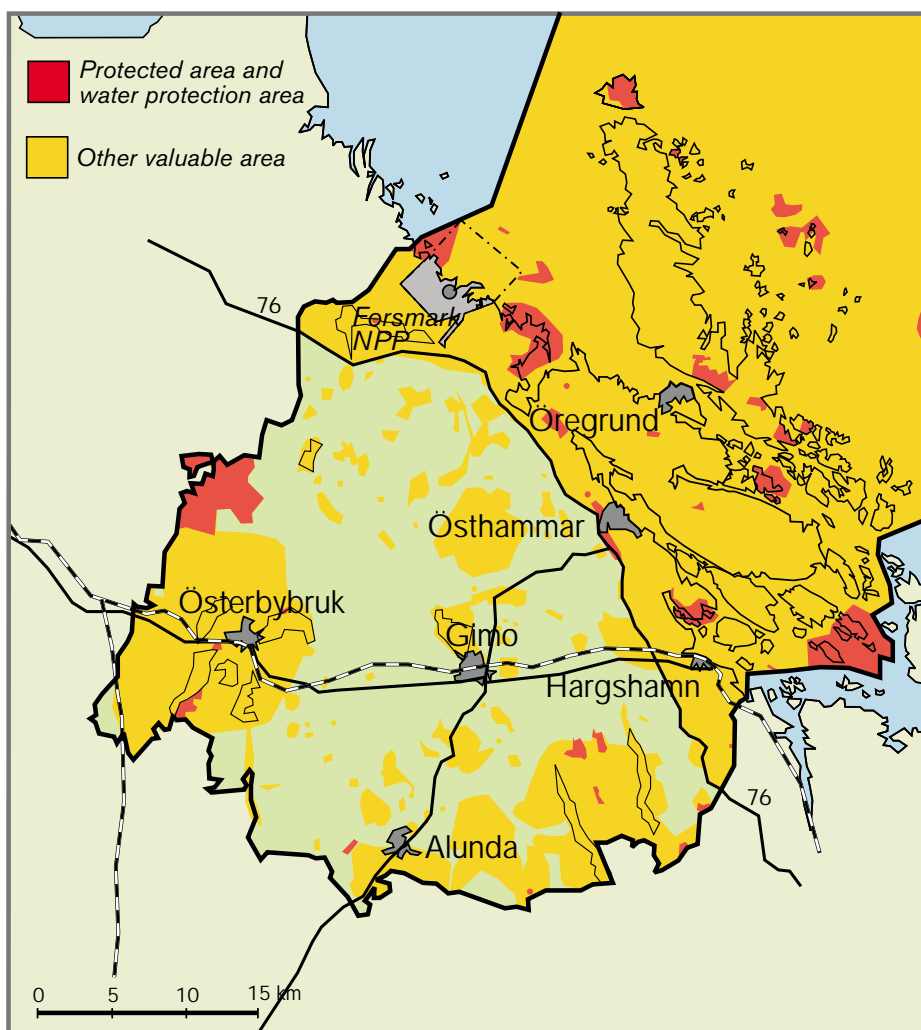 Protected area and
water protection area
Other valuable area
76
Forsmark
NPP
Öregrund
Östhammar
Österbybruk
Gimo
Hargshamn
76
Alunda
0 5 10 15 km